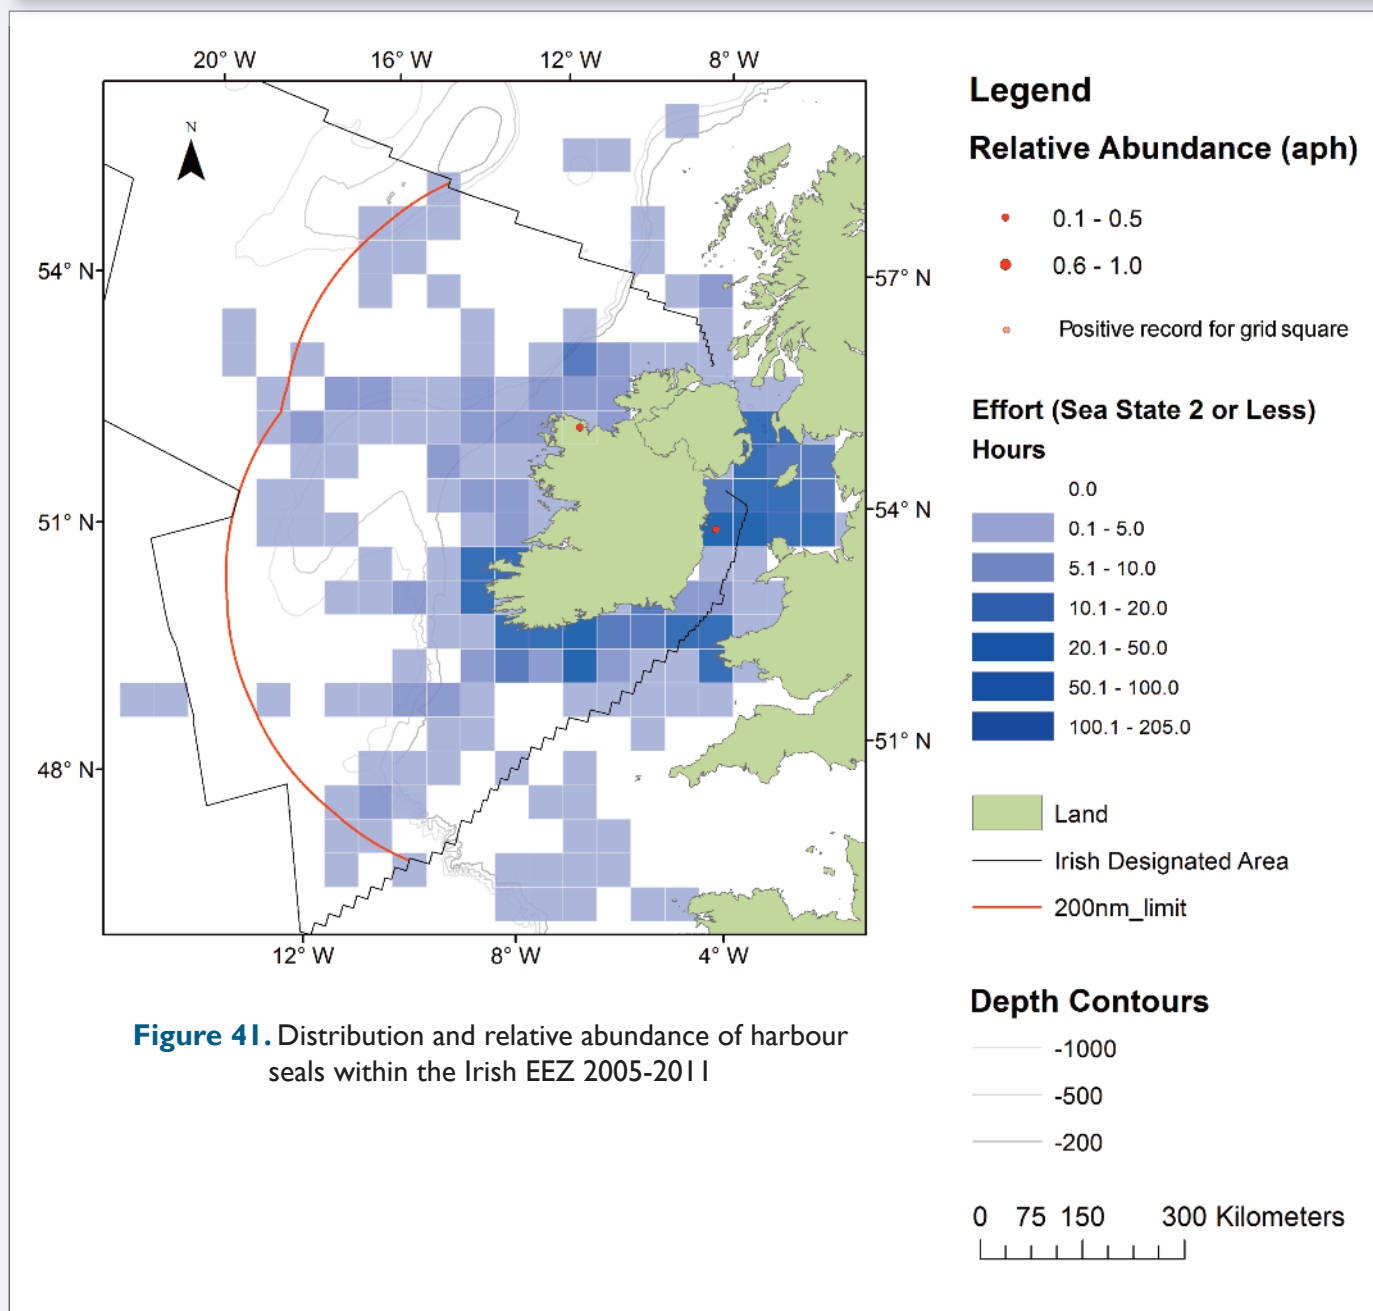 20° W 16° W 12° W 8° W
N
54° N
57° N
51° N
54° N
48° N
51° N
12° W 8° W 4° W
Figure 41. Distribution and relative abundance of harbour
seals within the Irish EEZ 2005-2011
Legend
Relative Abundance (aph)
0.1 - 0.5
0.6 - 1.0
Positive record for grid square
Effort (Sea State 2 or Less)
Hours
0.0
0.1 - 5.0
5.1 - 10.0
10.1 - 20.0
20.1 - 50.0
50.1 - 100.0
100.1 - 205.0
Land
Irish Designated Area
200nm_limit
Depth Contours
-1000
-500
-200
0 75 150 300 Kilometers